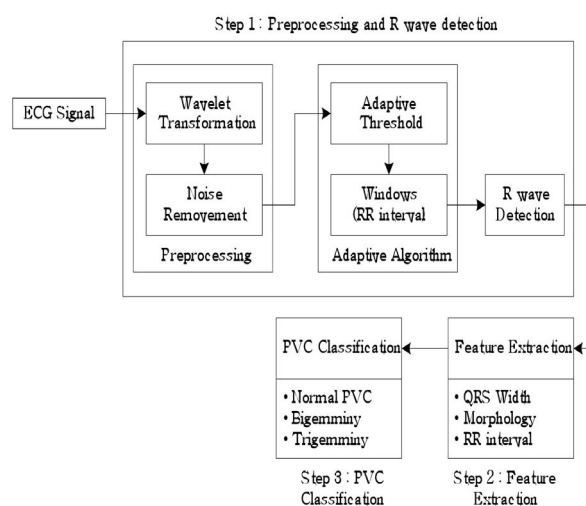 Step 1 : Preprocessing and R wave detection
ECG Signal
Wavelet
Transformation
Noise
Removement
Preprocessing
Adaptive
Threshold
Windows
(RR interval
Adaptive Algorithm
R wave
Detection
PVC Classification
• Normal PVC
• Bigemminy
• Trigemminy
Step 3 : PVC
Classification
Feature Extraction
• QRS Width
• Morphology
• RR interval
Step 2 : Feature
Extraction